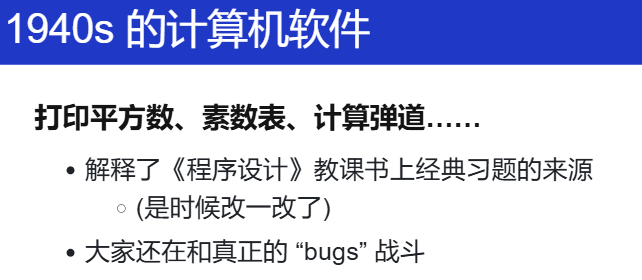 1940s 的计算机软件
打印平方数、素数表、计算弹道……
解释了《程序设计》教课书上经典习题的来源
(是时候改一改了)
大家还在和真正的 “bugs” 战斗